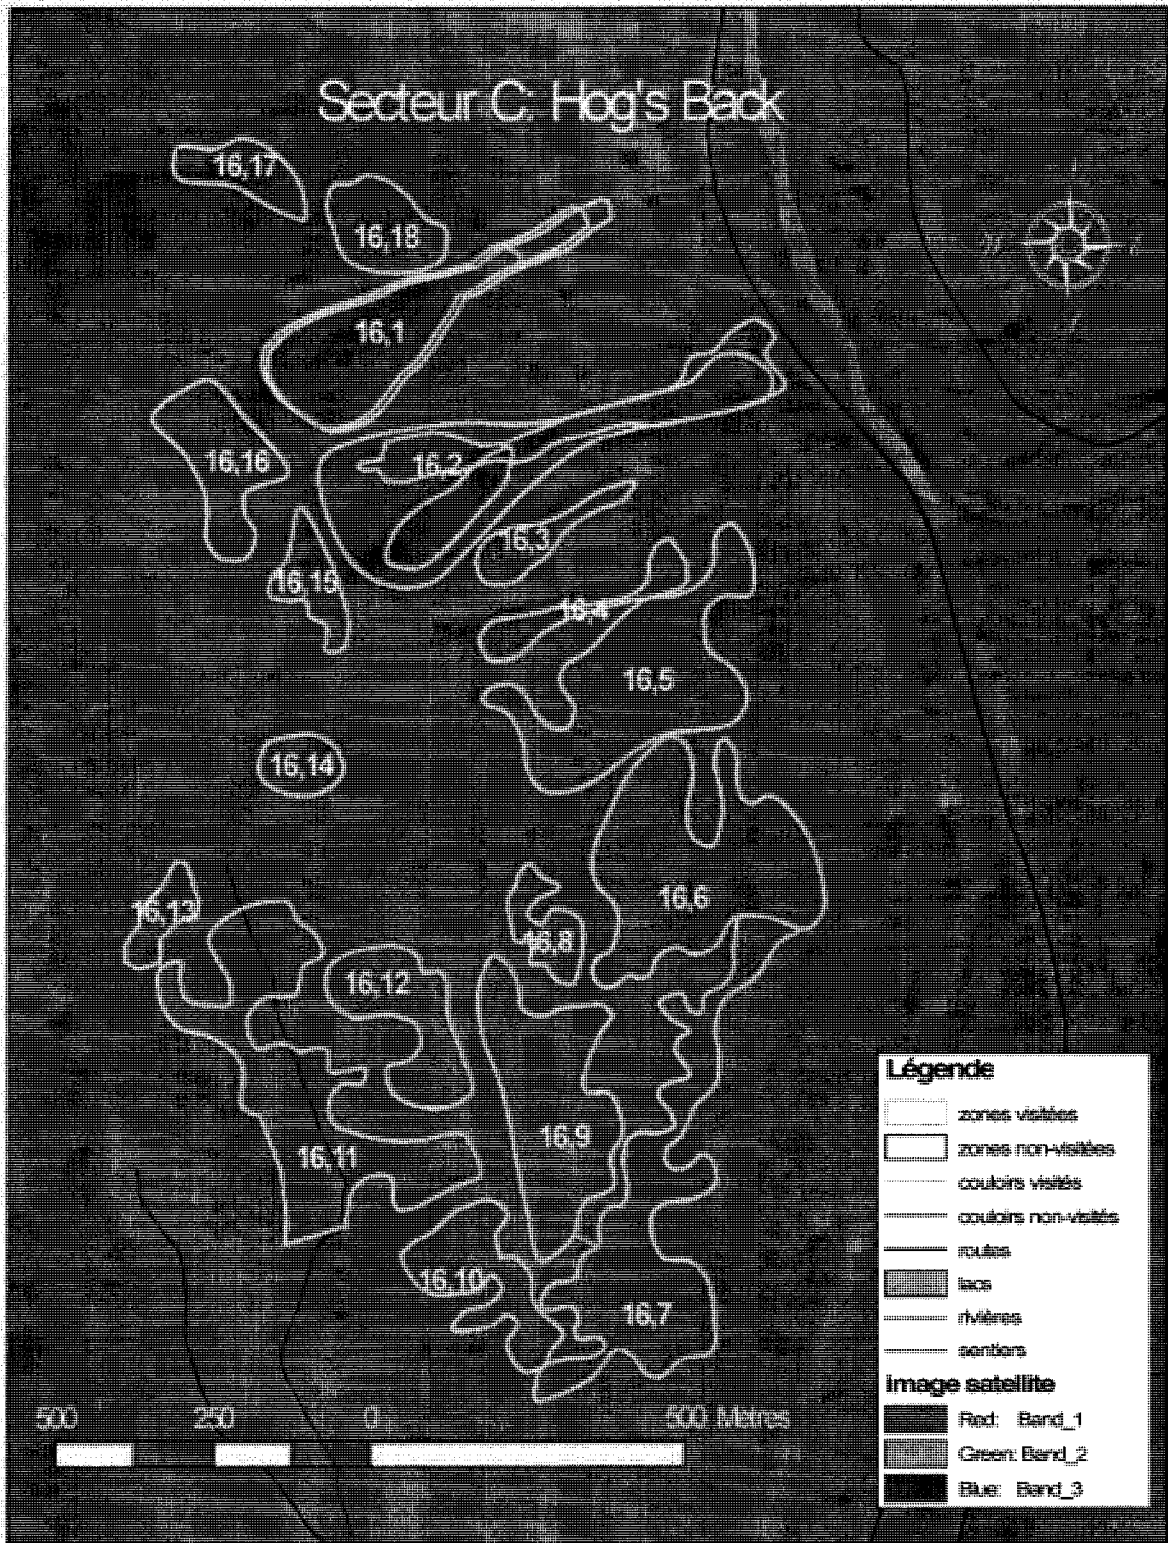 Secteur C: Hog's Back
16,17
16,18
16,1
16,16
16,2
16,3
16,15
16,4
16,5
16,14
16,6
16,13
16,8
16,12
16,9
16,11
16,10
16,7
500 250 0 500 Metres
Légende
zones visitées
zones non-visitées
couloirs visités
couloirs non-visités
routes
lacs
rivières
sentiers
Image satellite
Red: Band_1
Green: Band_2
Blue: Band_3